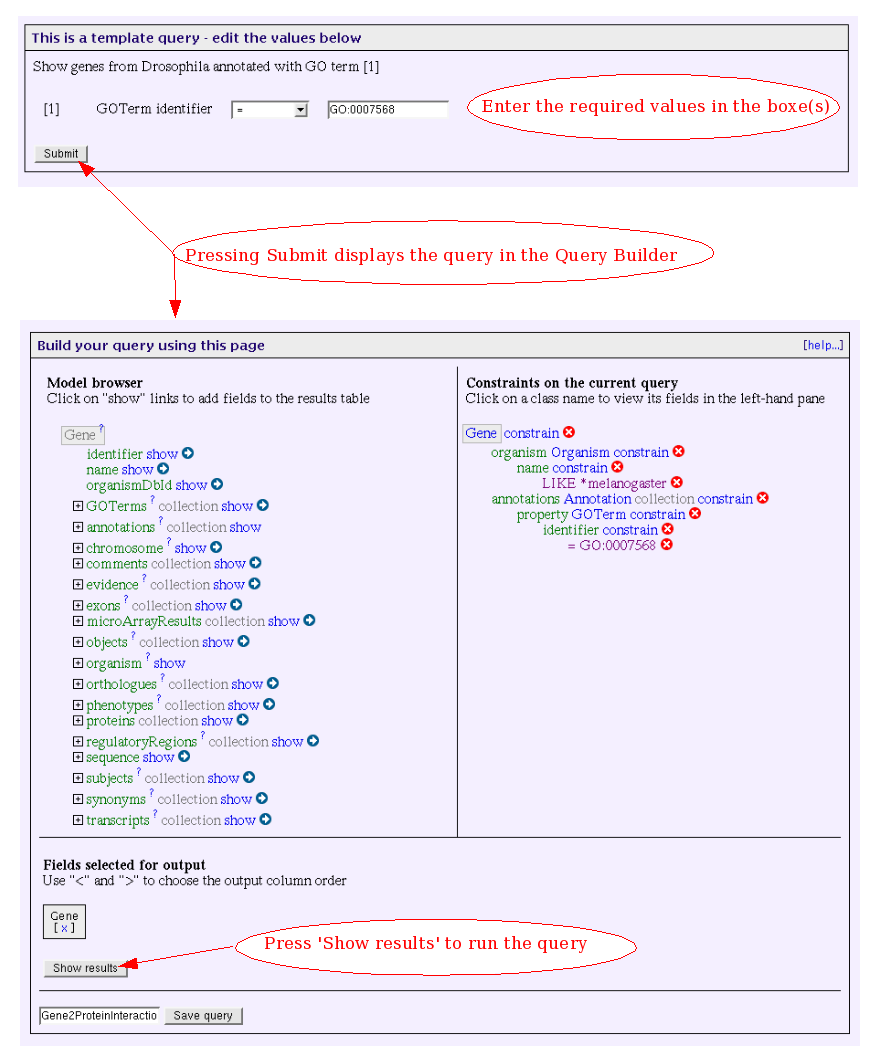 This is a template query - edit the values below
Show genes from Drosophila annotated with GO term [1]
[1] GOTerm identifier = GO:0007568
Enter the required values in the boxe(s)
Submit
Pressing Submit displays the query in the Query Builder
Build your query using this page [help...]
Model browser
Click on "show" links to add fields to the results table
Gene ?
identifier show
name show
organismDbId show
GOTerms ? collection show
annotations ? collection show
chromosome ? show
comments collection show
evidence ? collection show
exons ? collection show
microArrayResults collection show
objects ? collection show
organism ? show
orthologues ? collection show
phenotypes ? collection show
proteins collection show
regulatoryRegions ? collection show
sequence show
subjects ? collection show
synonyms ? collection show
transcripts ? collection show
Constraints on the current query
Click on a class name to view its fields in the left-hand pane
Gene constrain
organism Organism constrain
name constrain
LIKE *melanogaster
annotations Annotation collection constrain
property GOTerm constrain
identifier constrain
= GO:0007568
Fields selected for output
Use "<" and ">" to choose the output column order
Gene
[ x ]
Press 'Show results' to run the query
Show results
Gene2ProteinInteractio Save query